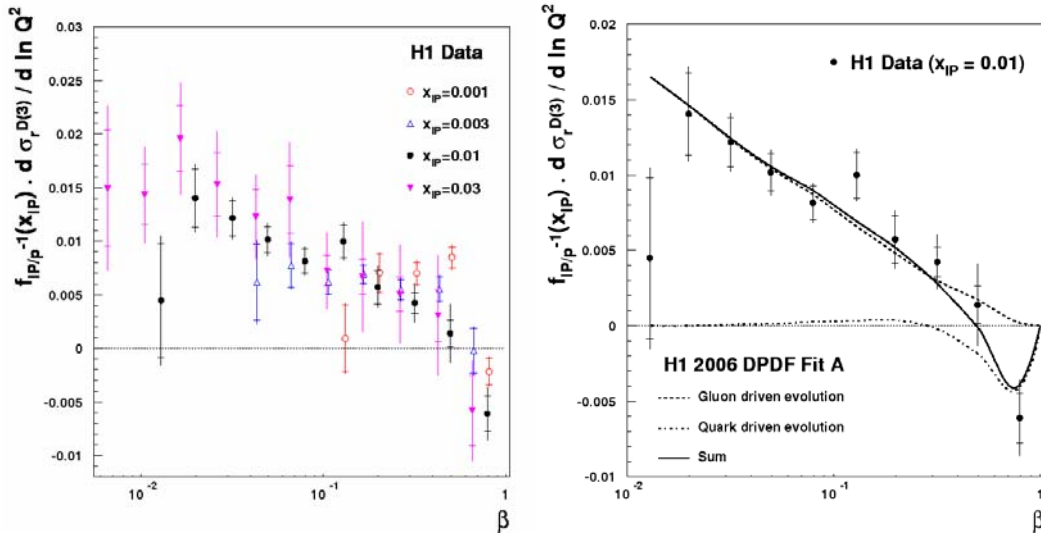 f_IP/p^-1(x_IP) . d σ_r^D(3) / d ln Q^2
0.03
0.025
0.02
0.015
0.01
0.005
0
-0.005
-0.01
H1 Data
x_IP=0.001
x_IP=0.003
x_IP=0.01
x_IP=0.03
10^-2
10^-1
1
β
f_IP/p^-1(x_IP) . d σ_r^D(3) / d ln Q^2
0.02
0.015
0.01
0.005
0
-0.005
-0.01
H1 Data (x_IP = 0.01)
H1 2006 DPDF Fit A
Gluon driven evolution
Quark driven evolution
Sum
10^-2
10^-1
1
β